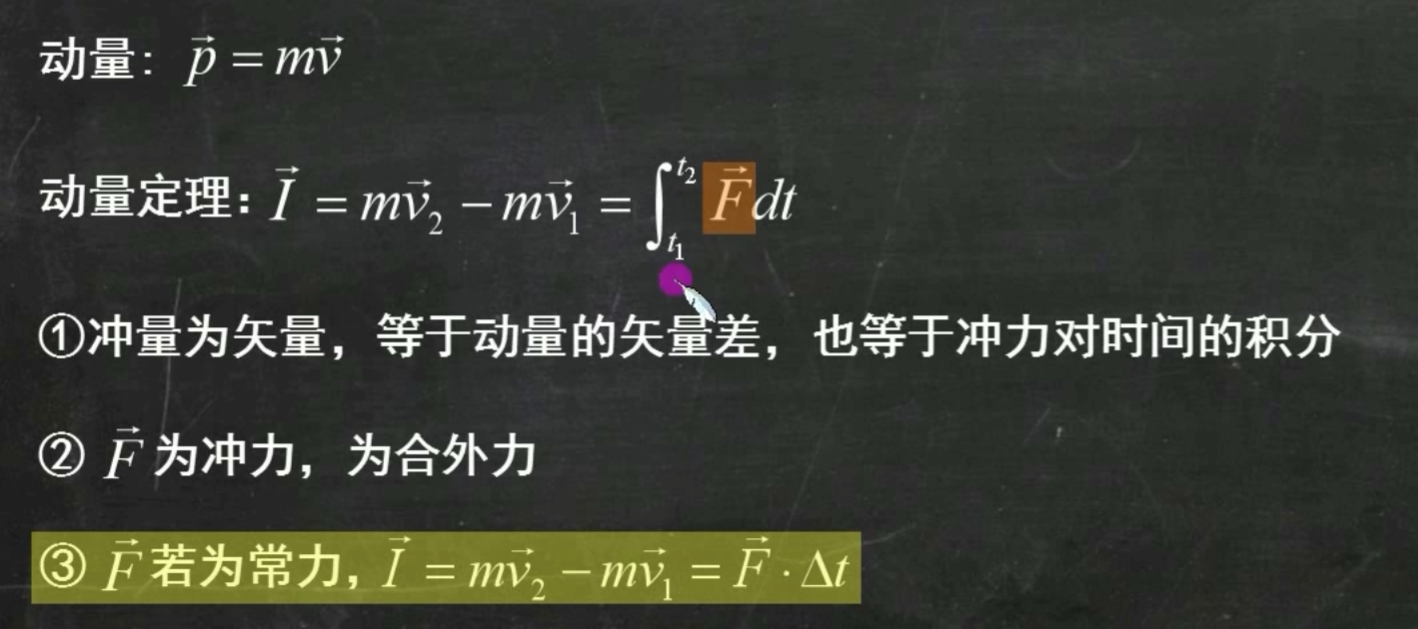 动量: $\vec{p} = m\vec{v}$
动量定理: $\vec{I} = m\vec{v}_2 - m\vec{v}_1 = \int_{t_1}^{t_2} \vec{F} dt$
①冲量为矢量，等于动量的矢量差，也等于冲力对时间的积分
② $\vec{F}$ 为冲力，为合外力
③ $\vec{F}$ 若为常力, $\vec{I} = m\vec{v}_2 - m\vec{v}_1 = \vec{F} \cdot \Delta t$